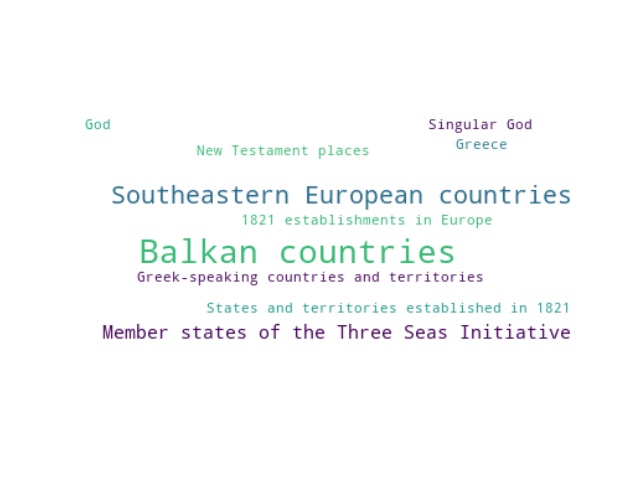 God
Singular God
Greece
New Testament places
Southeastern European countries
1821 establishments in Europe
Balkan countries
Greek-speaking countries and territories
States and territories established in 1821
Member states of the Three Seas Initiative